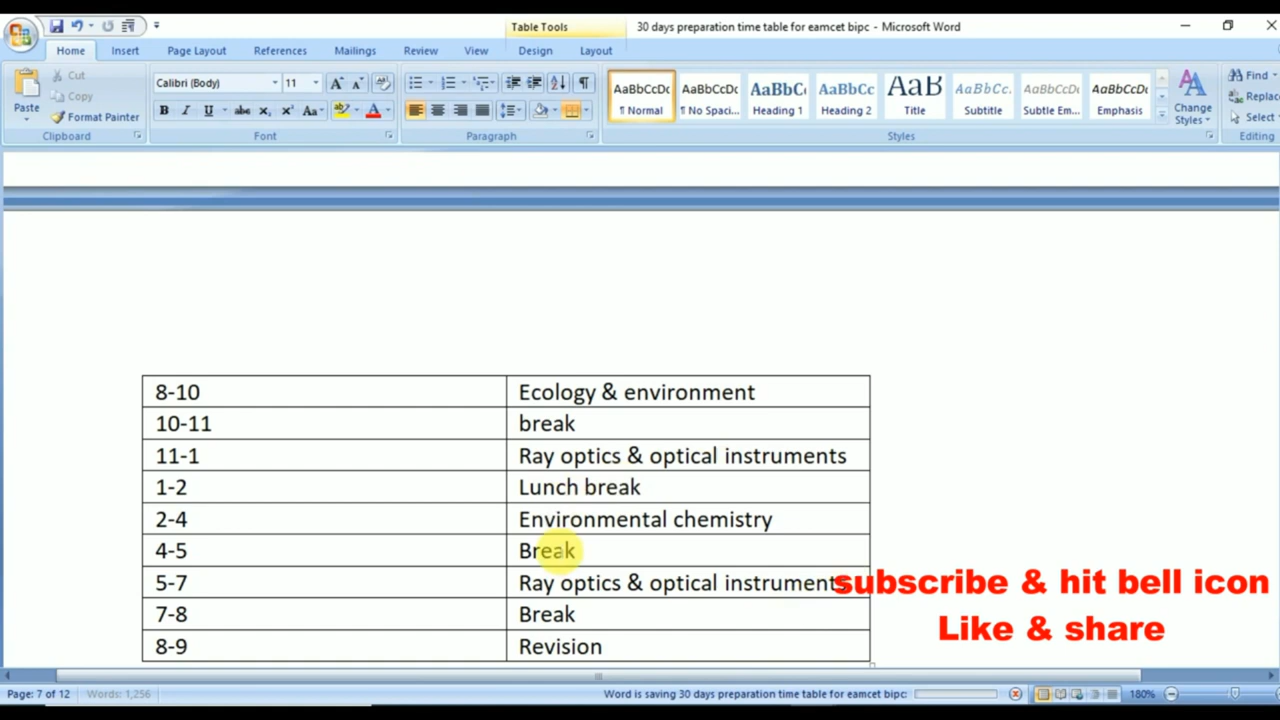 Table Tools
30 days preparation time table for eamcet bipc - Microsoft Word
Home Insert Page Layout References Mailings Review View Design Layout
Cut
Copy
Format Painter
Paste
Calibri (Body) 11
B I U abc x₂ x² Aa A
AaBbCcDc AaBbCcDc AaBbC AaBbCc AaB AaBbCc. AaBbCcDc AaBbCcDc
¶ Normal ¶ No Spaci... Heading 1 Heading 2 Title Subtitle Subtle Em... Emphasis
Change Styles
Find
Replace
Select
Clipboard Font Paragraph Styles Editing
8-10 Ecology & environment
10-11 break
11-1 Ray optics & optical instruments
1-2 Lunch break
2-4 Environmental chemistry
4-5 Break
5-7 Ray optics & optical instruments
7-8 Break
8-9 Revision
subscribe & hit bell icon
Like & share
Page: 7 of 12 Words: 1,256 Word is saving 30 days preparation time table for eamcet bipc: 180%